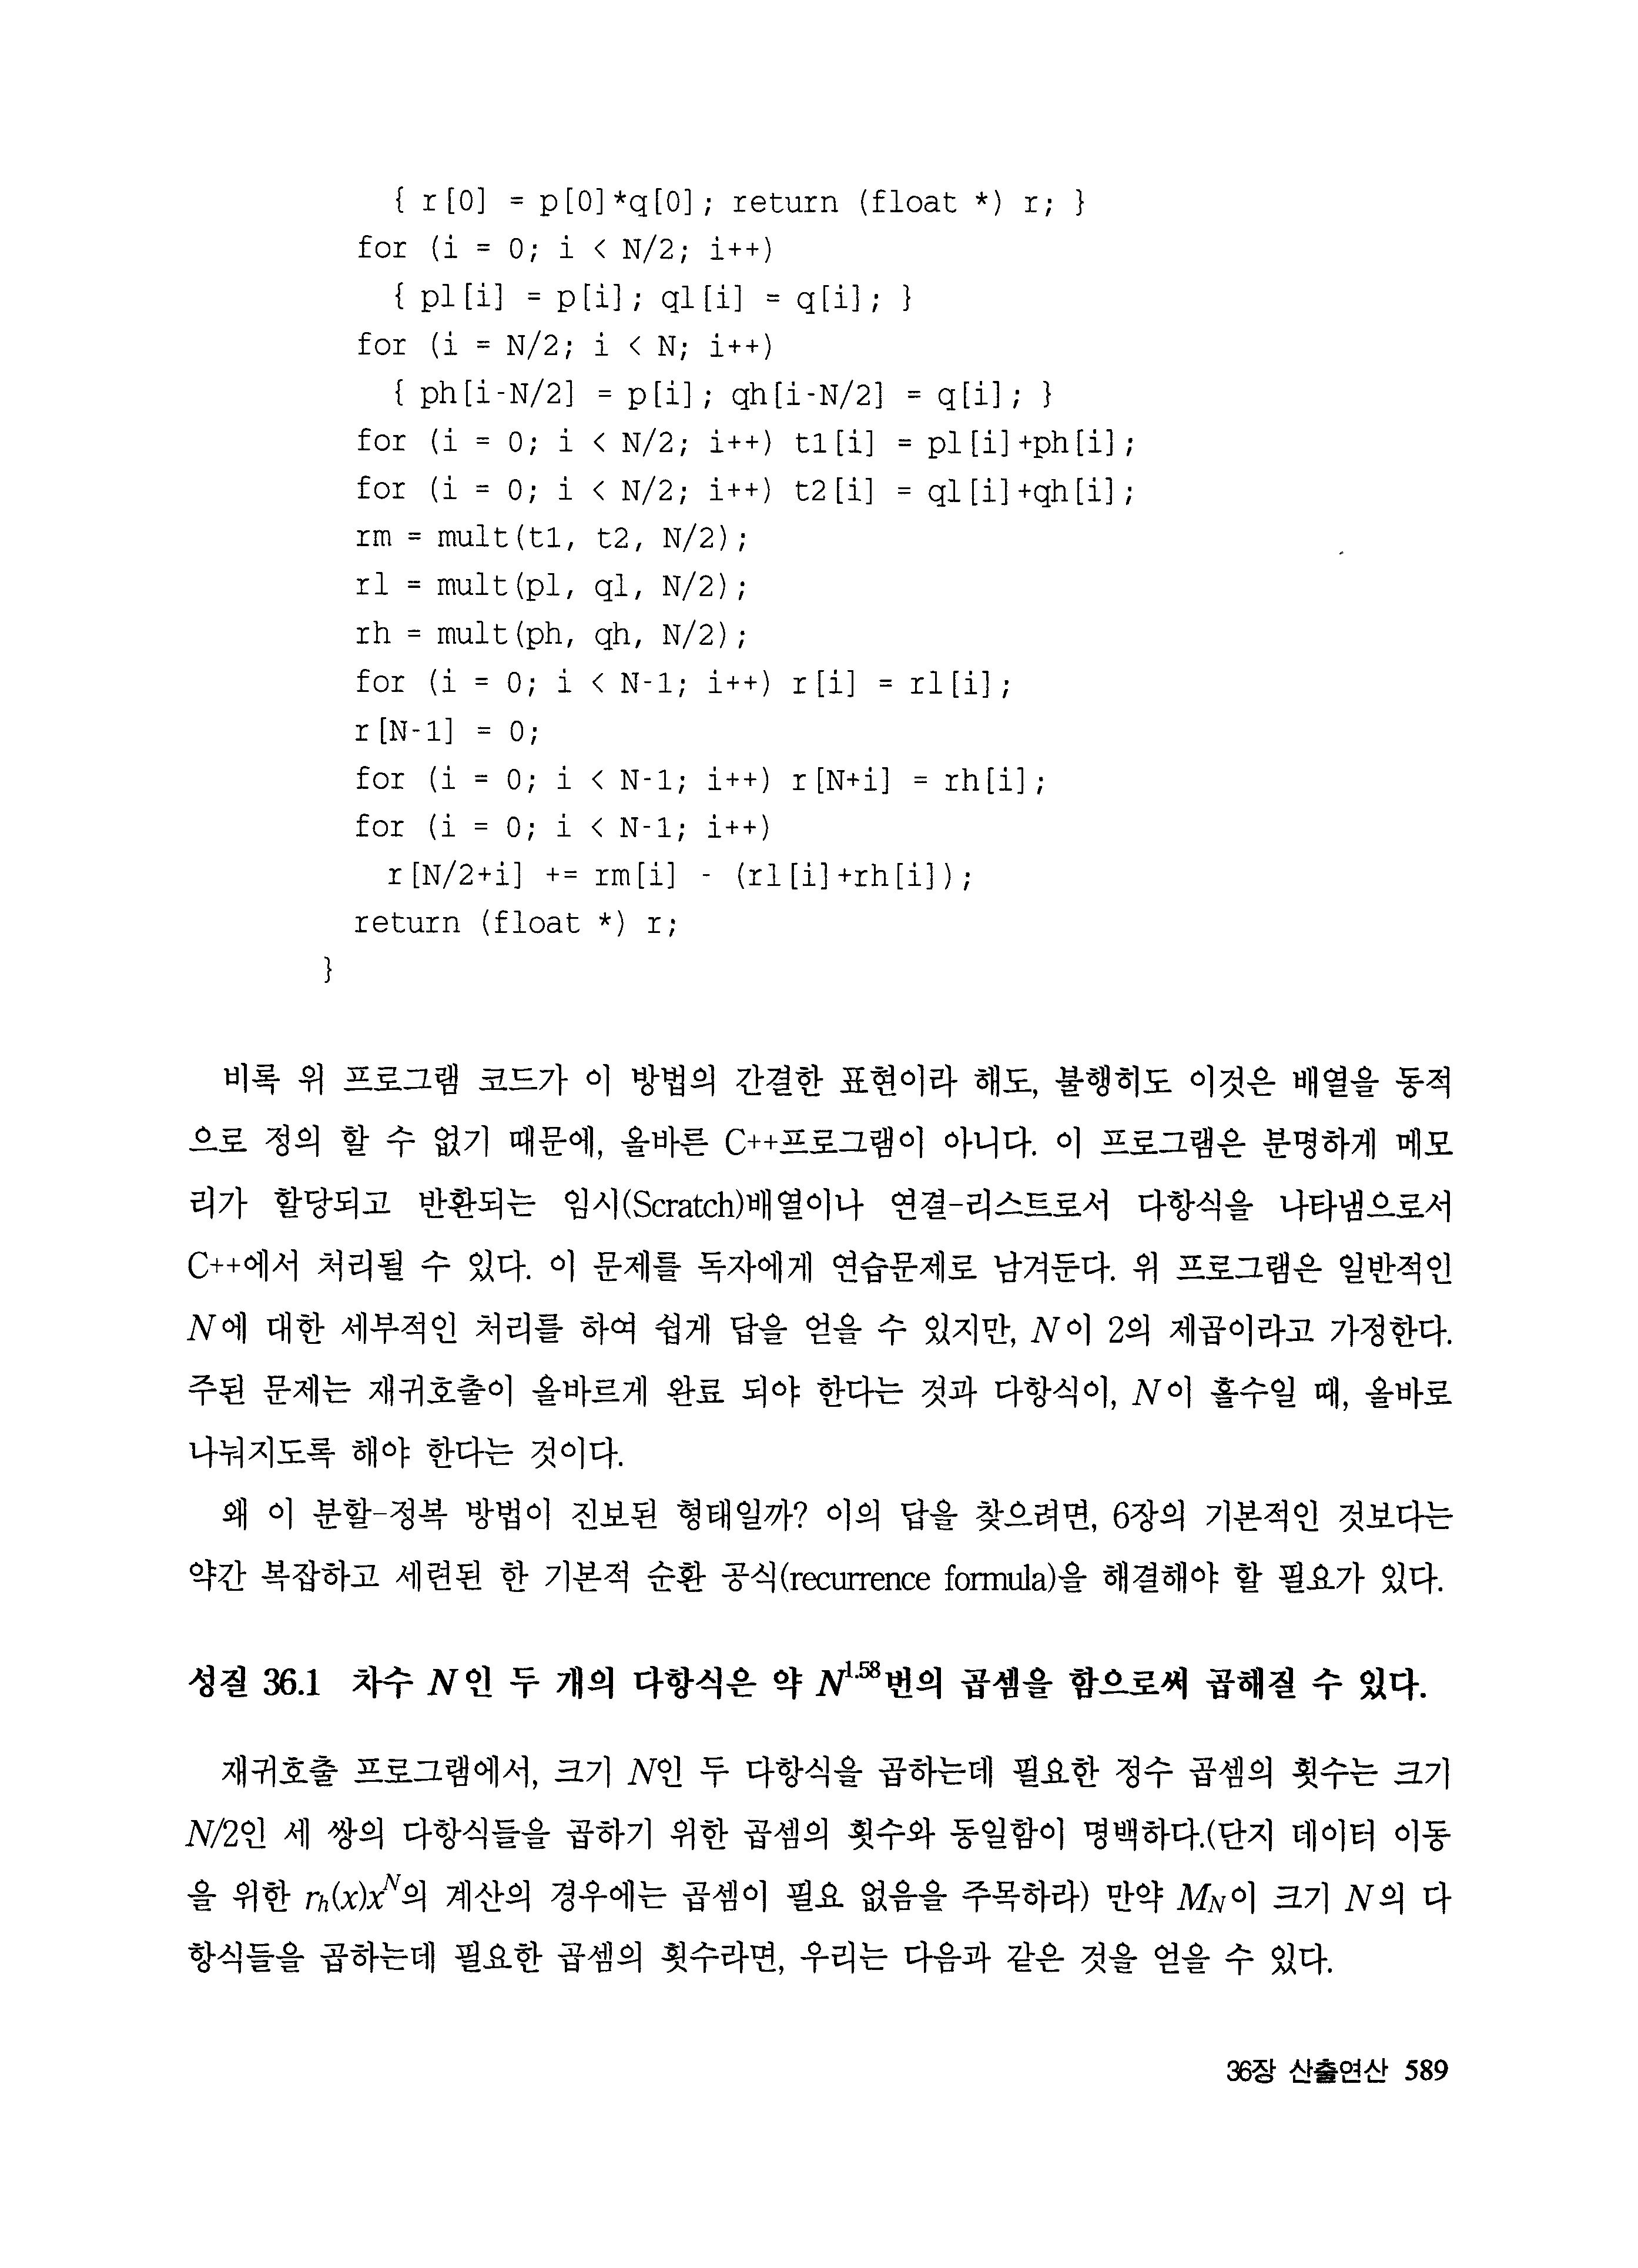 { r[0] = p[0]*q[0]; return (float *) r; }
for (i = 0; i < N/2; i++)
{ pl[i] = p[i]; ql[i] = q[i]; }
for (i = N/2; i < N; i++)
{ ph[i-N/2] = p[i]; qh[i-N/2] = q[i]; }
for (i = 0; i < N/2; i++) t1[i] = pl[i]+ph[i];
for (i = 0; i < N/2; i++) t2[i] = ql[i]+qh[i];
rm = mult(t1, t2, N/2);
rl = mult(pl, ql, N/2);
rh = mult(ph, qh, N/2);
for (i = 0; i < N-1; i++) r[i] = rl[i];
r[N-1] = 0;
for (i = 0; i < N-1; i++) r[N+i] = rh[i];
for (i = 0; i < N-1; i++)
r[N/2+i] += rm[i] - (rl[i]+rh[i]);
return (float *) r;
}
비록 위 프로그램 코드가 이 방법의 간결한 표현이라 해도, 불행히도 이것은 배열을 동적
으로 정의 할 수 없기 때문에, 올바른 C++프로그램이 아니다. 이 프로그램은 분명하게 메모
리가 할당되고 반환되는 임시(Scratch)배열이나 연결-리스트로서 다항식을 나타냄으로서
C++에서 처리될 수 있다. 이 문제를 독자에게 연습문제로 남겨둔다. 위 프로그램은 일반적인
N에 대한 세부적인 처리를 하여 쉽게 답을 얻을 수 있지만, N이 2의 제곱이라고 가정한다.
주된 문제는 재귀호출이 올바르게 완료 되야 한다는 것과 다항식이, N이 홀수일 때, 올바로
나눠지도록 해야 한다는 것이다.
왜 이 분할-정복 방법이 진보된 형태일까? 이의 답을 찾으려면, 6장의 기본적인 것보다는
약간 복잡하고 세련된 한 기본적 순환 공식(recurrence formula)을 해결해야 할 필요가 있다.
성질 36.1 차수 N인 두 개의 다항식은 약 N^1.58번의 곱셈을 함으로써 곱해질 수 있다.
재귀호출 프로그램에서, 크기 N인 두 다항식을 곱하는데 필요한 정수 곱셈의 횟수는 크기
N/2인 세 쌍의 다항식들을 곱하기 위한 곱셈의 횟수와 동일함이 명백하다.(단지 데이터 이동
을 위한 rₕ(x)x^N의 계산의 경우에는 곱셈이 필요 없음을 주목하라) 만약 M_N이 크기 N의 다
항식들을 곱하는데 필요한 곱셈의 횟수라면, 우리는 다음과 같은 것을 얻을 수 있다.
36장 산출연산 589